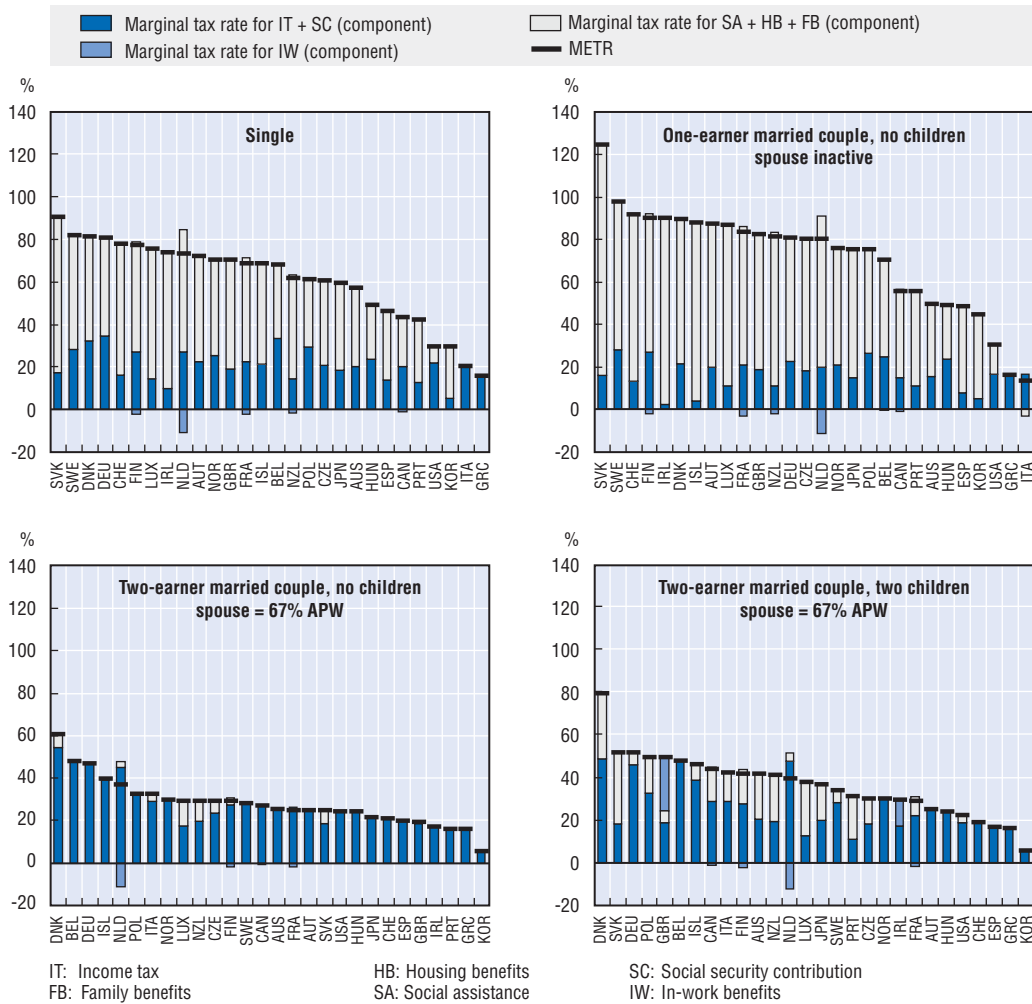 Marginal tax rate for IT + SC (component)
Marginal tax rate for SA + HB + FB (component)
Marginal tax rate for IW (component)
METR
%
140
120
100
80
60
40
20
0
-20
Single
SVK SWE DNK DEU CHE FIN LUX IRL NLD AUT NOR GBR FRA ISL BEL NZL POL CZE JPN AUS HUN ESP CAN PRT USA KOR ITA GRC
%
140
120
100
80
60
40
20
0
-20
One-earner married couple, no children
spouse inactive
SVK SWE CHE FIN IRL DNK ISL AUT LUX FRA GBR NZL DEU CZE NLD NOR JPN POL BEL CAN PRT AUS HUN ESP KOR USA GRC ITA
%
140
120
100
80
60
40
20
0
-20
Two-earner married couple, no children
spouse = 67% APW
DNK BEL DEU ISL NLD POL ITA NOR LUX NZL CZE FIN SWE CAN AUS FRA AUT SVK USA HUN JPN CHE ESP GBR IRL PRT GRC KOR
%
140
120
100
80
60
40
20
0
-20
Two-earner married couple, two children
spouse = 67% APW
DNK SVK DEU POL GBR BEL ISL CAN ITA FIN AUS NZL NLD LUX JPN SWE PRT CZE NOR IRL FRA AUT HUN USA CHE ESP GRC KOR
IT: Income tax
HB: Housing benefits
SC: Social security contribution
FB: Family benefits
SA: Social assistance
IW: In-work benefits